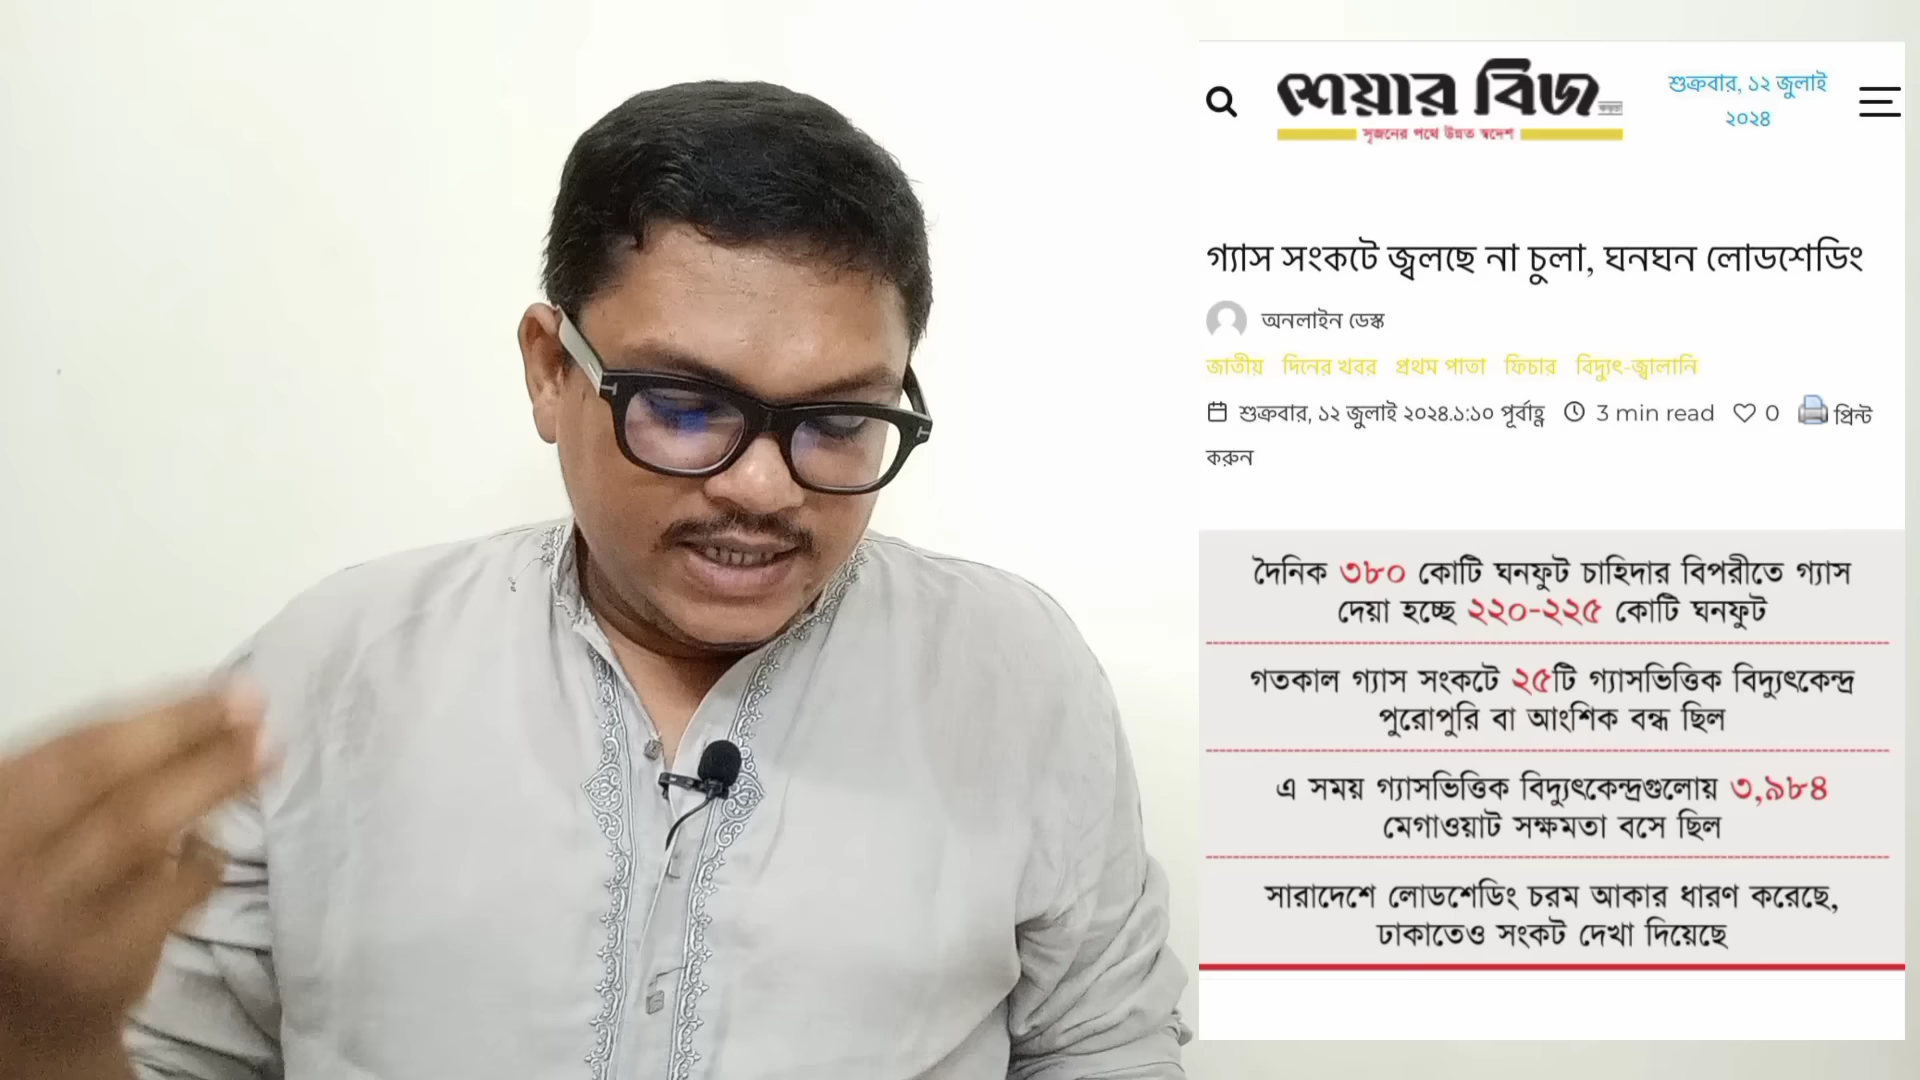 শেয়ার বিজ
সৃজনের পথে উন্নত স্বদেশ
শুক্রবার, ১২ জুলাই
২০২৪
গ্যাস সংকটে জ্বলছে না চুলা, ঘনঘন লোডশেডিং
অনলাইন ডেস্ক
জাতীয় দিনের খবর প্রথম পাতা ফিচার বিদ্যুৎ-জ্বালানি
শুক্রবার, ১২ জুলাই ২০২৪.১:১০ পূর্বাহ্ণ 3 min read 0 প্রিন্ট
করুন
দৈনিক ৩৮০ কোটি ঘনফুট চাহিদার বিপরীতে গ্যাস
দেয়া হচ্ছে ২২০-২২৫ কোটি ঘনফুট
গতকাল গ্যাস সংকটে ২৫টি গ্যাসভিত্তিক বিদ্যুৎকেন্দ্র
পুরোপুরি বা আংশিক বন্ধ ছিল
এ সময় গ্যাসভিত্তিক বিদ্যুৎকেন্দ্রগুলোয় ৩,৯৮৪
মেগাওয়াট সক্ষমতা বসে ছিল
সারাদেশে লোডশেডিং চরম আকার ধারণ করেছে,
ঢাকাতেও সংকট দেখা দিয়েছে